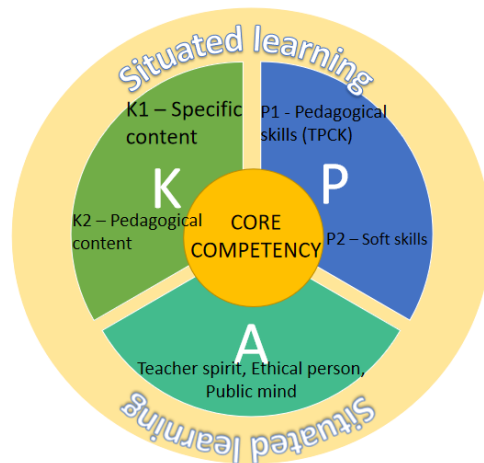 Situated learning
K1 – Specific
content
K
K2 – Pedagogical
content
P1 - Pedagogical
skills (TPCK)
P
P2 – Soft skills
CORE
COMPETENCY
A
Teacher spirit, Ethical person,
Public mind
Situated learning